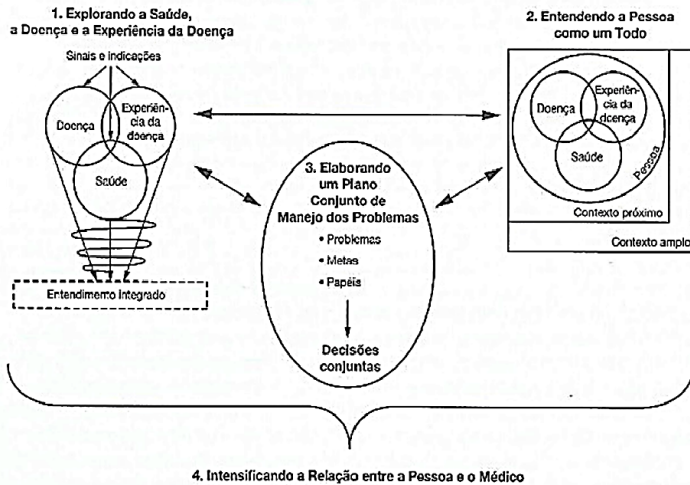 1. Explorando a Saúde,
a Doença e a Experiência da Doença
Sinais e Indicações
Doença
Experiên-
cia da
doença
Saúde
Entendimento Integrado
2. Entendendo a Pessoa
como um Todo
Doença
Experiên-
cia da
doença
Saúde
Pessoa
Contexto próximo
Contexto amplo
3. Elaborando
um Plano
Conjunto de
Manejo dos Problemas
• Problemas
• Metas
• Papéis
Decisões
conjuntas
4. Intensificando a Relação entre a Pessoa e o Médico